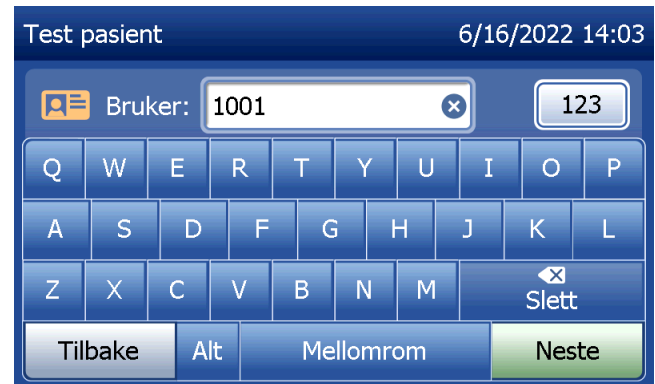 Test pasient 6/16/2022 14:03
Bruker: 1001 123
Q W E R T Y U I O P
A S D F G H J K L
Z X C V B N M Slett
Tilbake Alt Mellomrom Neste